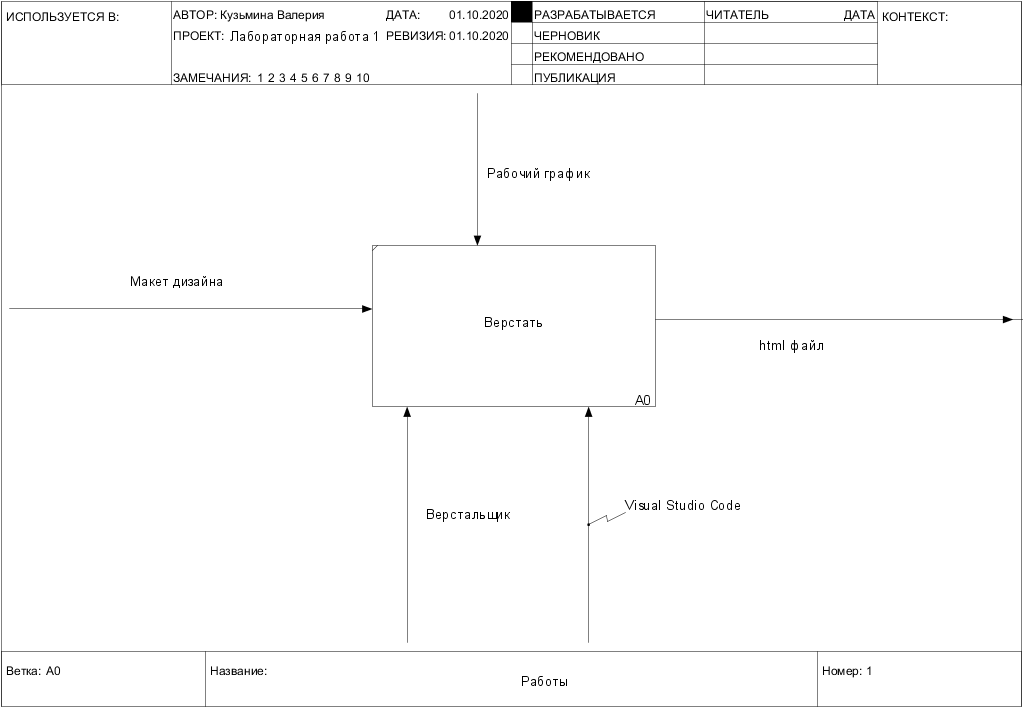 ИСПОЛЬЗУЕТСЯ В:
АВТОР: Кузьмина Валерия
ДАТА: 01.10.2020
ПРОЕКТ: Лабораторная работа 1
РЕВИЗИЯ: 01.10.2020
ЗАМЕЧАНИЯ: 1 2 3 4 5 6 7 8 9 10
РАЗРАБАТЫВАЕТСЯ
ЧЕРНОВИК
РЕКОМЕНДОВАНО
ПУБЛИКАЦИЯ
ЧИТАТЕЛЬ ДАТА
КОНТЕКСТ:
Рабочий график
Макет дизайна
Верстать
html файл
A0
Visual Studio Code
Верстальщик
Ветка: A0
Название:
Работы
Номер: 1